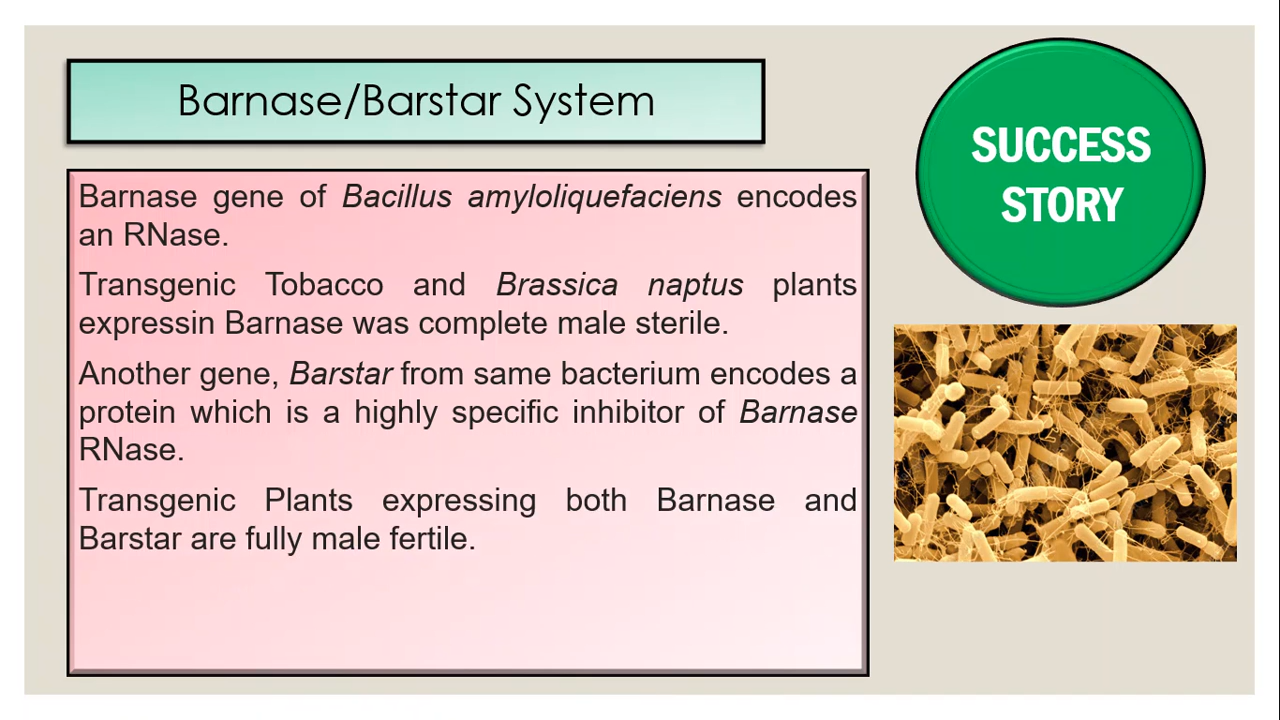 Barnase/Barstar System
SUCCESS
STORY
Barnase gene of Bacillus amyloliquefaciens encodes
an RNase.
Transgenic Tobacco and Brassica naptus plants
expressin Barnase was complete male sterile.
Another gene, Barstar from same bacterium encodes a
protein which is a highly specific inhibitor of Barnase
RNase.
Transgenic Plants expressing both Barnase and
Barstar are fully male fertile.